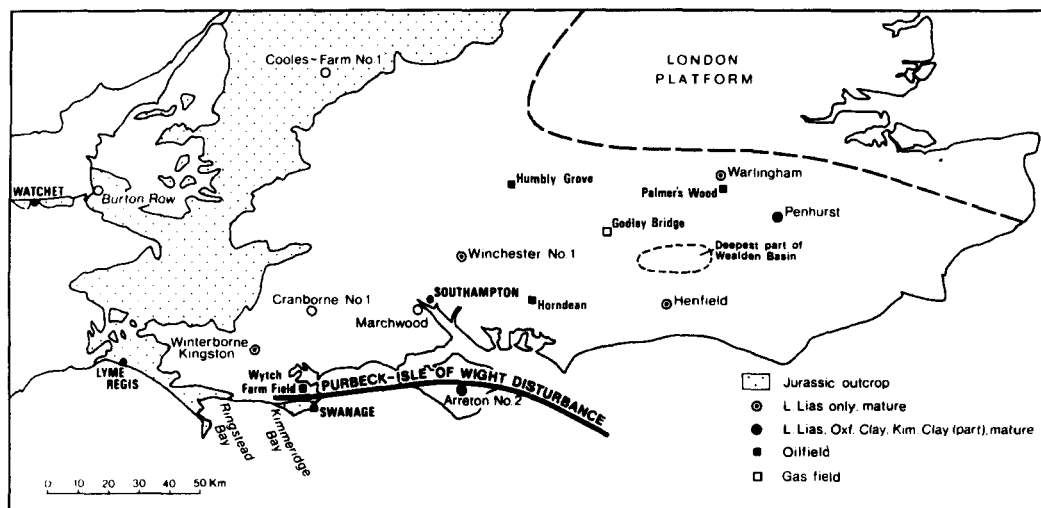 LONDON
PLATFORM
Cooles-Farm No.1
WATCHET
Burton Row
Humbly Grove
Warlingham
Palmer's Wood
Penhurst
Godley Bridge
Deepest part of
Wealden Basin
Winchester No.1
Cranborne No.1
SOUTHAMPTON
Marchwood
Horndean
Henfield
Winterborne
Kingston
LYME
REGIS
Wytch
Farm Field
PURBECK-ISLE OF WIGHT DISTURBANCE
Arreton No.2
SWANAGE
Ringstead
Bay
Kimmeridge
Bay
Jurassic outcrop
L. Lias only, mature
L. Lias, Oxf. Clay, Kim. Clay (part), mature
Oilfield
Gas field
0 10 20 30 40 50 Km